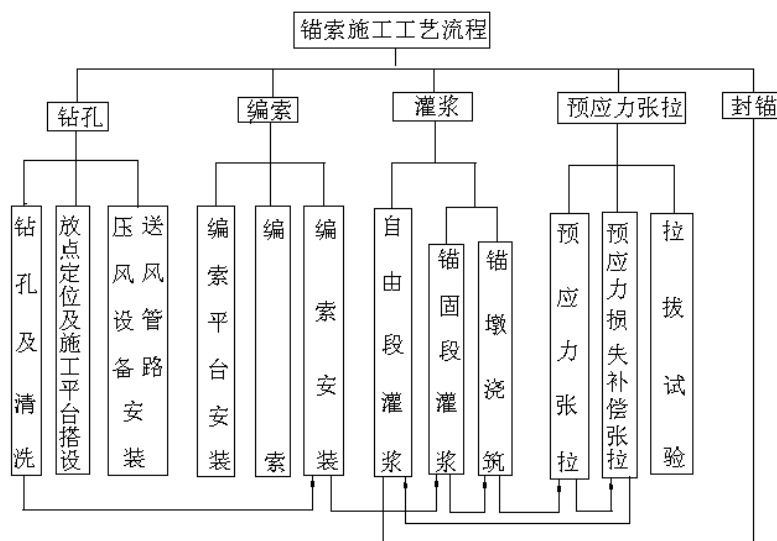 锚索施工工艺流程
钻孔
编索
灌浆
预应力张拉
封锚
钻孔及清洗
放点定位及施工平台搭设
压风设备安装
送风管路
编索平台安装
编索
编索安装
自由段灌浆
锚固段灌浆
锚墩浇筑
预应力张拉
预应力损失补偿张拉
拉拔试验